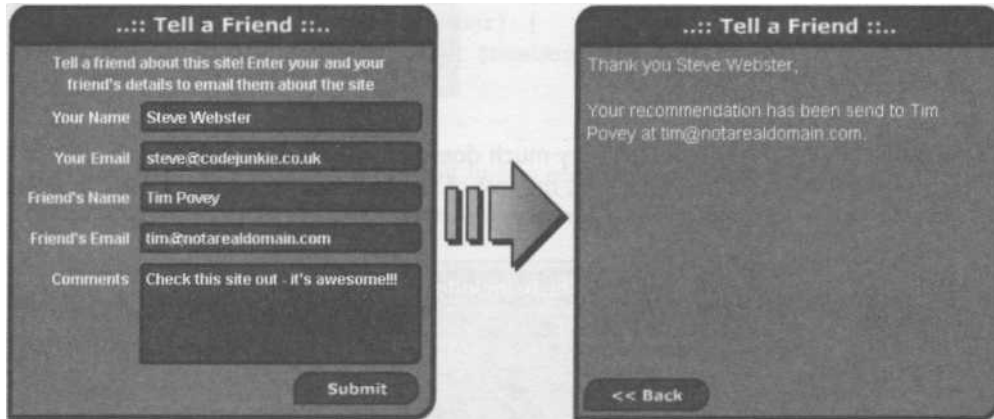 ..:: Tell a Friend ::..
Tell a friend about this site! Enter your and your
friend's details to email them about the site
Your Name Steve Webster
Your Email steve@codejunkie.co.uk
Friend's Name Tim Povey
Friend's Email tim@notarealdomain.com
Comments Check this site out - it's awesome!!!
Submit
..:: Tell a Friend ::..
Thank you Steve Webster,
Your recommendation has been send to Tim
Povey at tim@notarealdomain.com.
<< Back